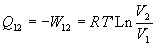 Q₁₂ = −W₁₂ = RT Ln V₂/V₁